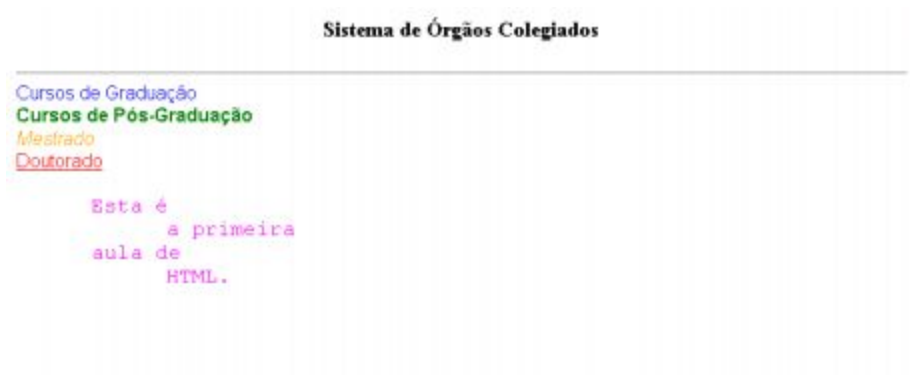 Sistema de Órgãos Colegiados
Cursos de Graduação
Cursos de Pós-Graduação
Mestrado
Doutorado
Esta é
a primeira
aula de
HTML.